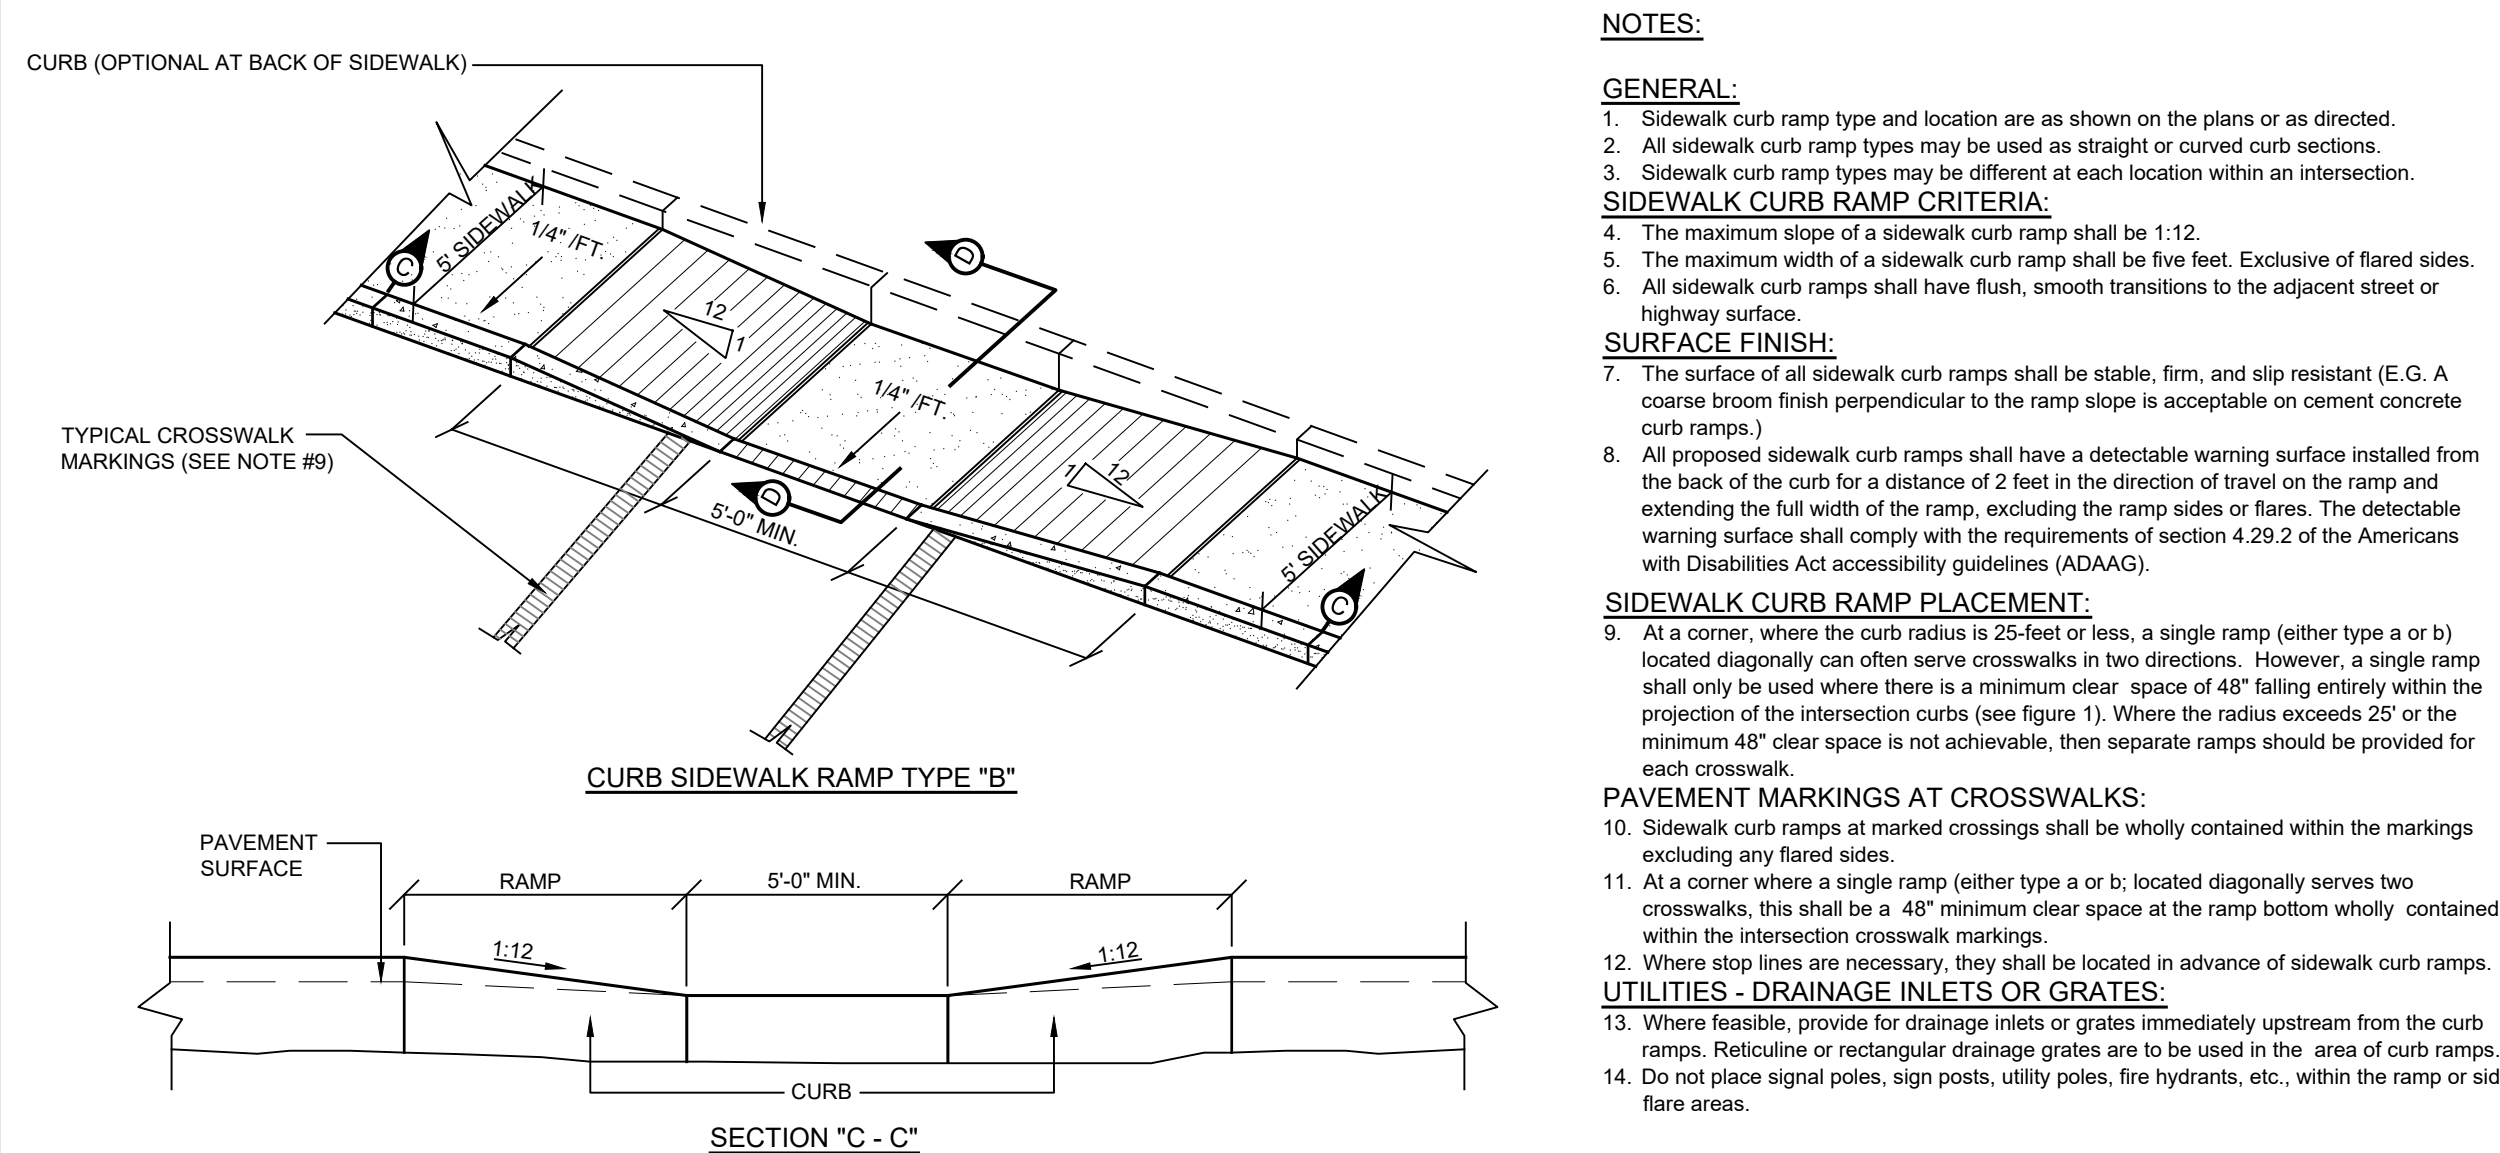 CURB (OPTIONAL AT BACK OF SIDEWALK)
5' SIDEWALK
1/4" /FT.
C
D
12
1
1/4" /FT.
TYPICAL CROSSWALK
MARKINGS (SEE NOTE #9)
1
12
D
5'-0" MIN.
5' SIDEWALK
C
CURB SIDEWALK RAMP TYPE "B"
PAVEMENT
SURFACE
RAMP
5'-0" MIN.
RAMP
1:12
1:12
CURB
SECTION "C - C"
NOTES:
GENERAL:
1. Sidewalk curb ramp type and location are as shown on the plans or as directed.
2. All sidewalk curb ramp types may be used as straight or curved curb sections.
3. Sidewalk curb ramp types may be different at each location within an intersection.
SIDEWALK CURB RAMP CRITERIA:
4. The maximum slope of a sidewalk curb ramp shall be 1:12.
5. The maximum width of a sidewalk curb ramp shall be five feet. Exclusive of flared sides.
6. All sidewalk curb ramps shall have flush, smooth transitions to the adjacent street or
highway surface.
SURFACE FINISH:
7. The surface of all sidewalk curb ramps shall be stable, firm, and slip resistant (E.G. A
coarse broom finish perpendicular to the ramp slope is acceptable on cement concrete
curb ramps.)
8. All proposed sidewalk curb ramps shall have a detectable warning surface installed from
the back of the curb for a distance of 2 feet in the direction of travel on the ramp and
extending the full width of the ramp, excluding the ramp sides or flares. The detectable
warning surface shall comply with the requirements of section 4.29.2 of the Americans
with Disabilities Act accessibility guidelines (ADAAG).
SIDEWALK CURB RAMP PLACEMENT:
9. At a corner, where the curb radius is 25-feet or less, a single ramp (either type a or b)
located diagonally can often serve crosswalks in two directions. However, a single ramp
shall only be used where there is a minimum clear space of 48" falling entirely within the
projection of the intersection curbs (see figure 1). Where the radius exceeds 25' or the
minimum 48" clear space is not achievable, then separate ramps should be provided for
each crosswalk.
PAVEMENT MARKINGS AT CROSSWALKS:
10. Sidewalk curb ramps at marked crossings shall be wholly contained within the markings
excluding any flared sides.
11. At a corner where a single ramp (either type a or b; located diagonally serves two
crosswalks, this shall be a 48" minimum clear space at the ramp bottom wholly contained
within the intersection crosswalk markings.
12. Where stop lines are necessary, they shall be located in advance of sidewalk curb ramps.
UTILITIES - DRAINAGE INLETS OR GRATES:
13. Where feasible, provide for drainage inlets or grates immediately upstream from the curb
ramps. Reticuline or rectangular drainage grates are to be used in the area of curb ramps.
14. Do not place signal poles, sign posts, utility poles, fire hydrants, etc., within the ramp or sid
flare areas.